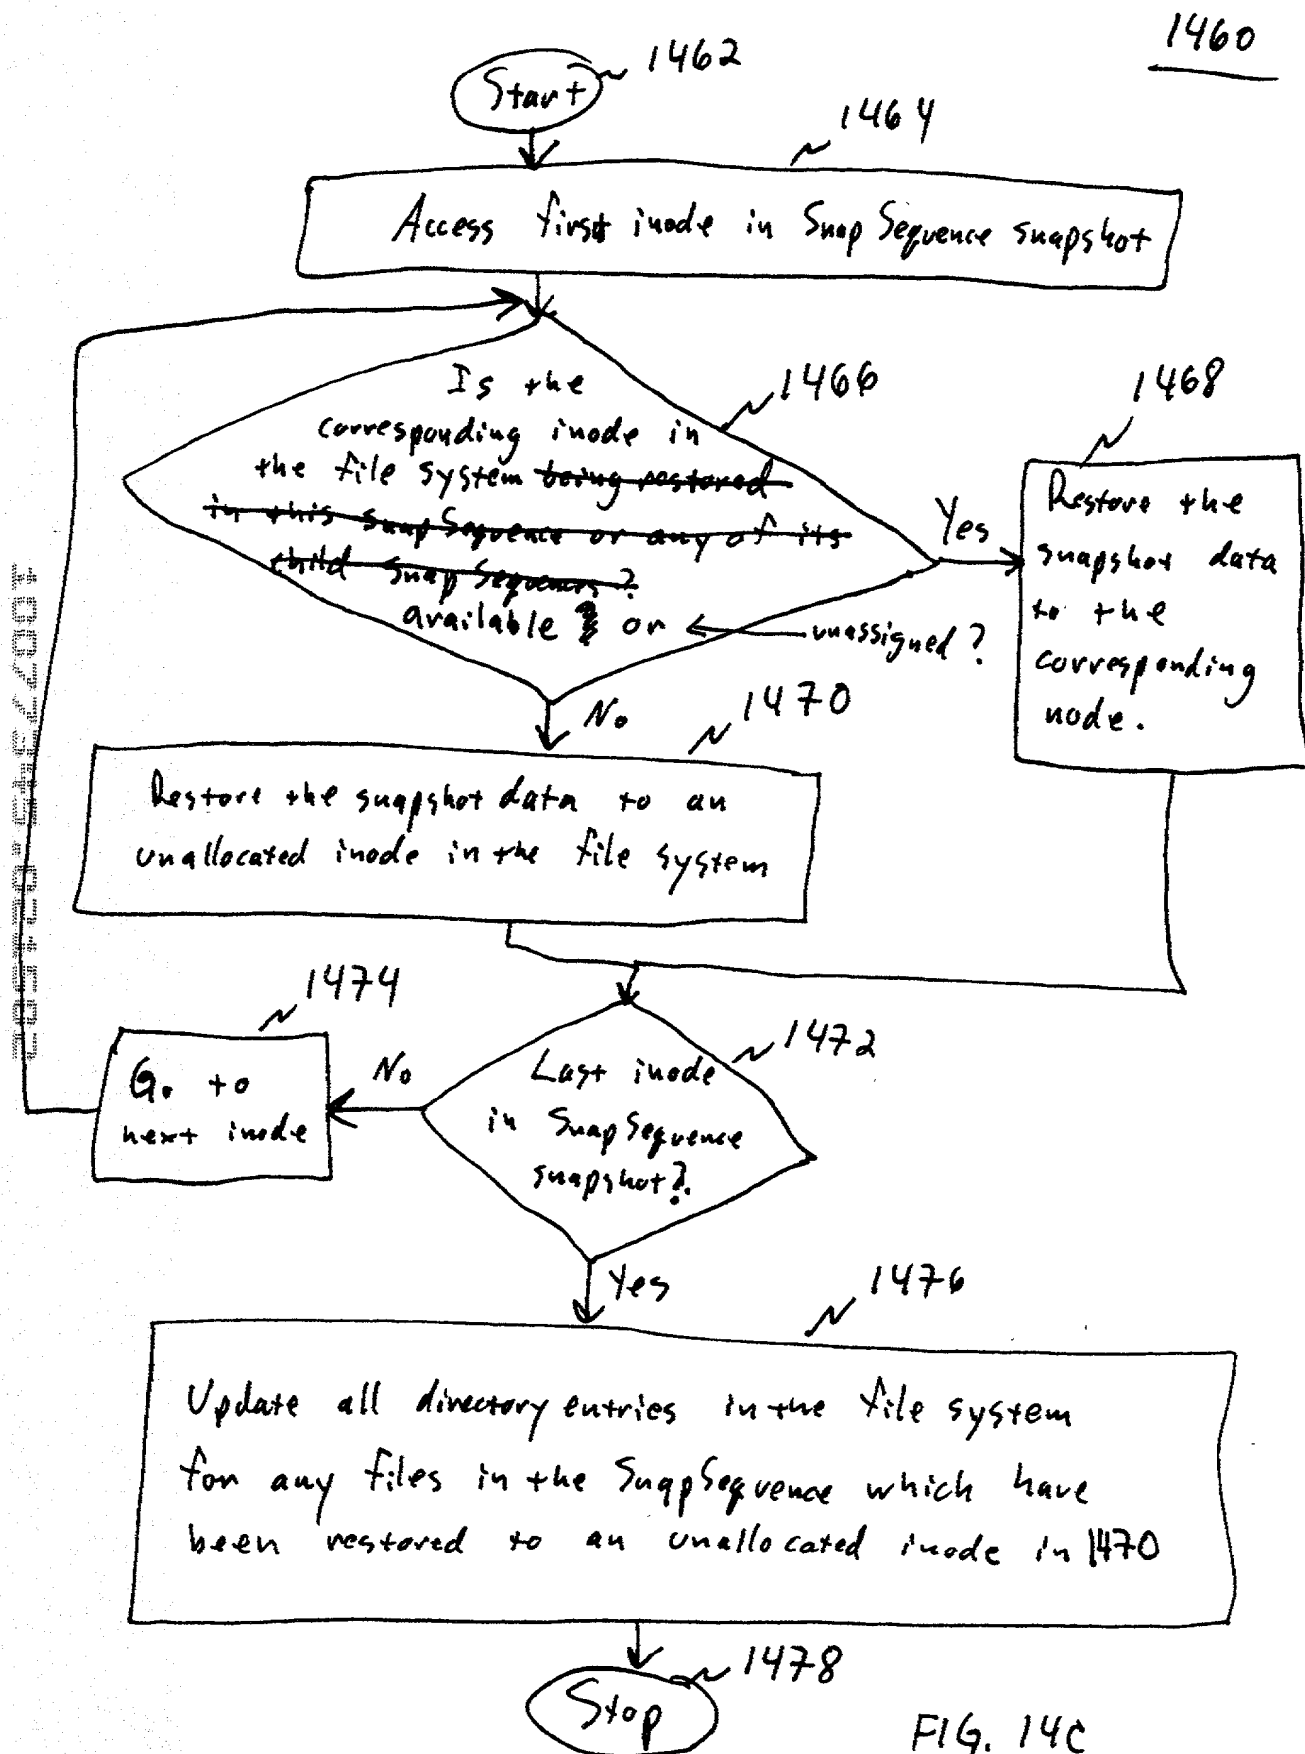 1460
Start
1462
1464
Access first inode in SnapSequence snapshot
Is the
corresponding inode in
the file system being restored
in this SnapSequence or any of its
child SnapSequences?
available or
unassigned?
1466
Yes
1468
Restore the
snapshot data
to the
corresponding
node.
No
1470
Restore the snapshot data to an
unallocated inode in the file system
1474
Go to
next inode
No
1472
Last inode
in SnapSequence
snapshot?
Yes
1476
Update all directory entries in the file system
for any files in the SnapSequence which have
been restored to an unallocated inode in 1470
1478
Stop
FIG. 14C